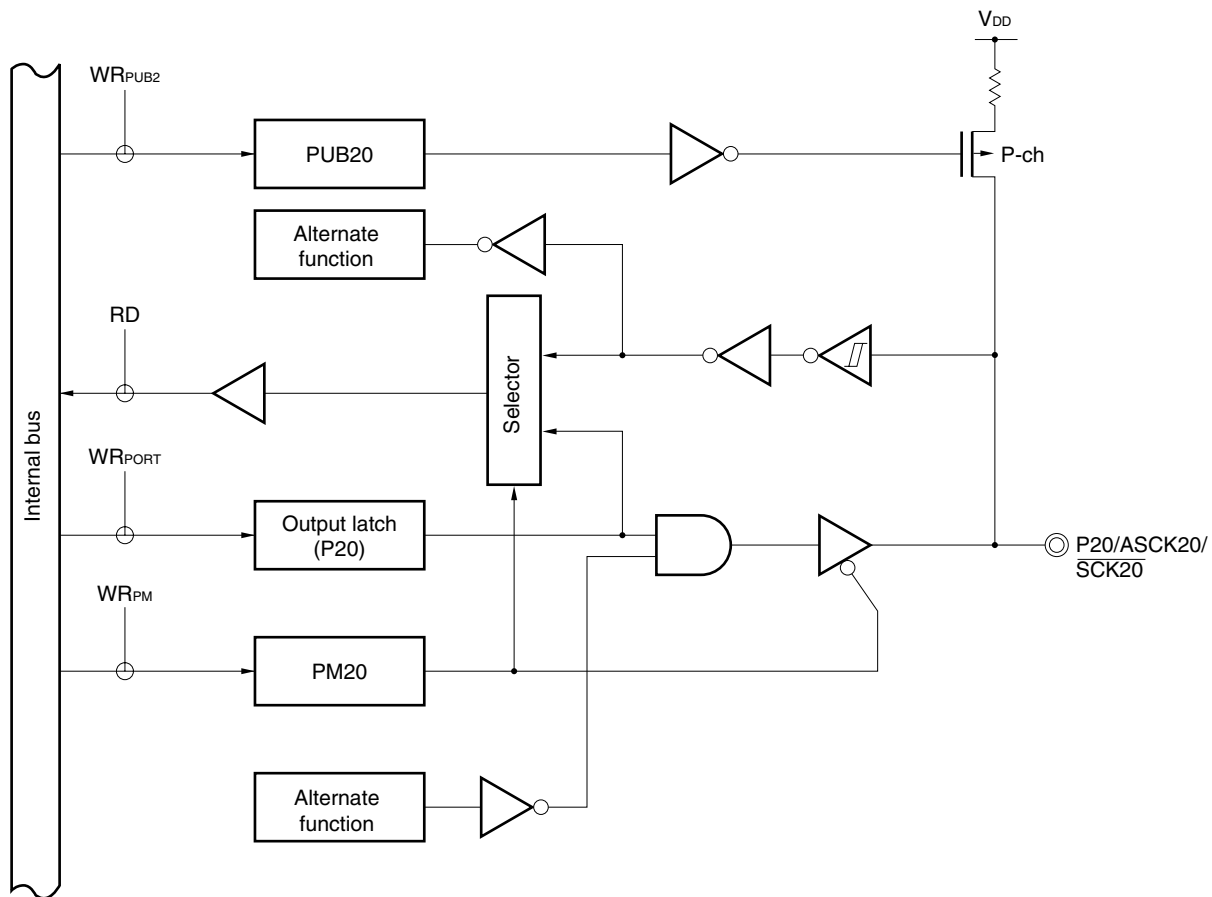 VDD
WRPUB2
PUB20
P-ch
Alternate
function
RD
Selector
Internal bus
WRPORT
Output latch
(P20)
P20/ASCK20/
SCK20
WRPM
PM20
Alternate
function